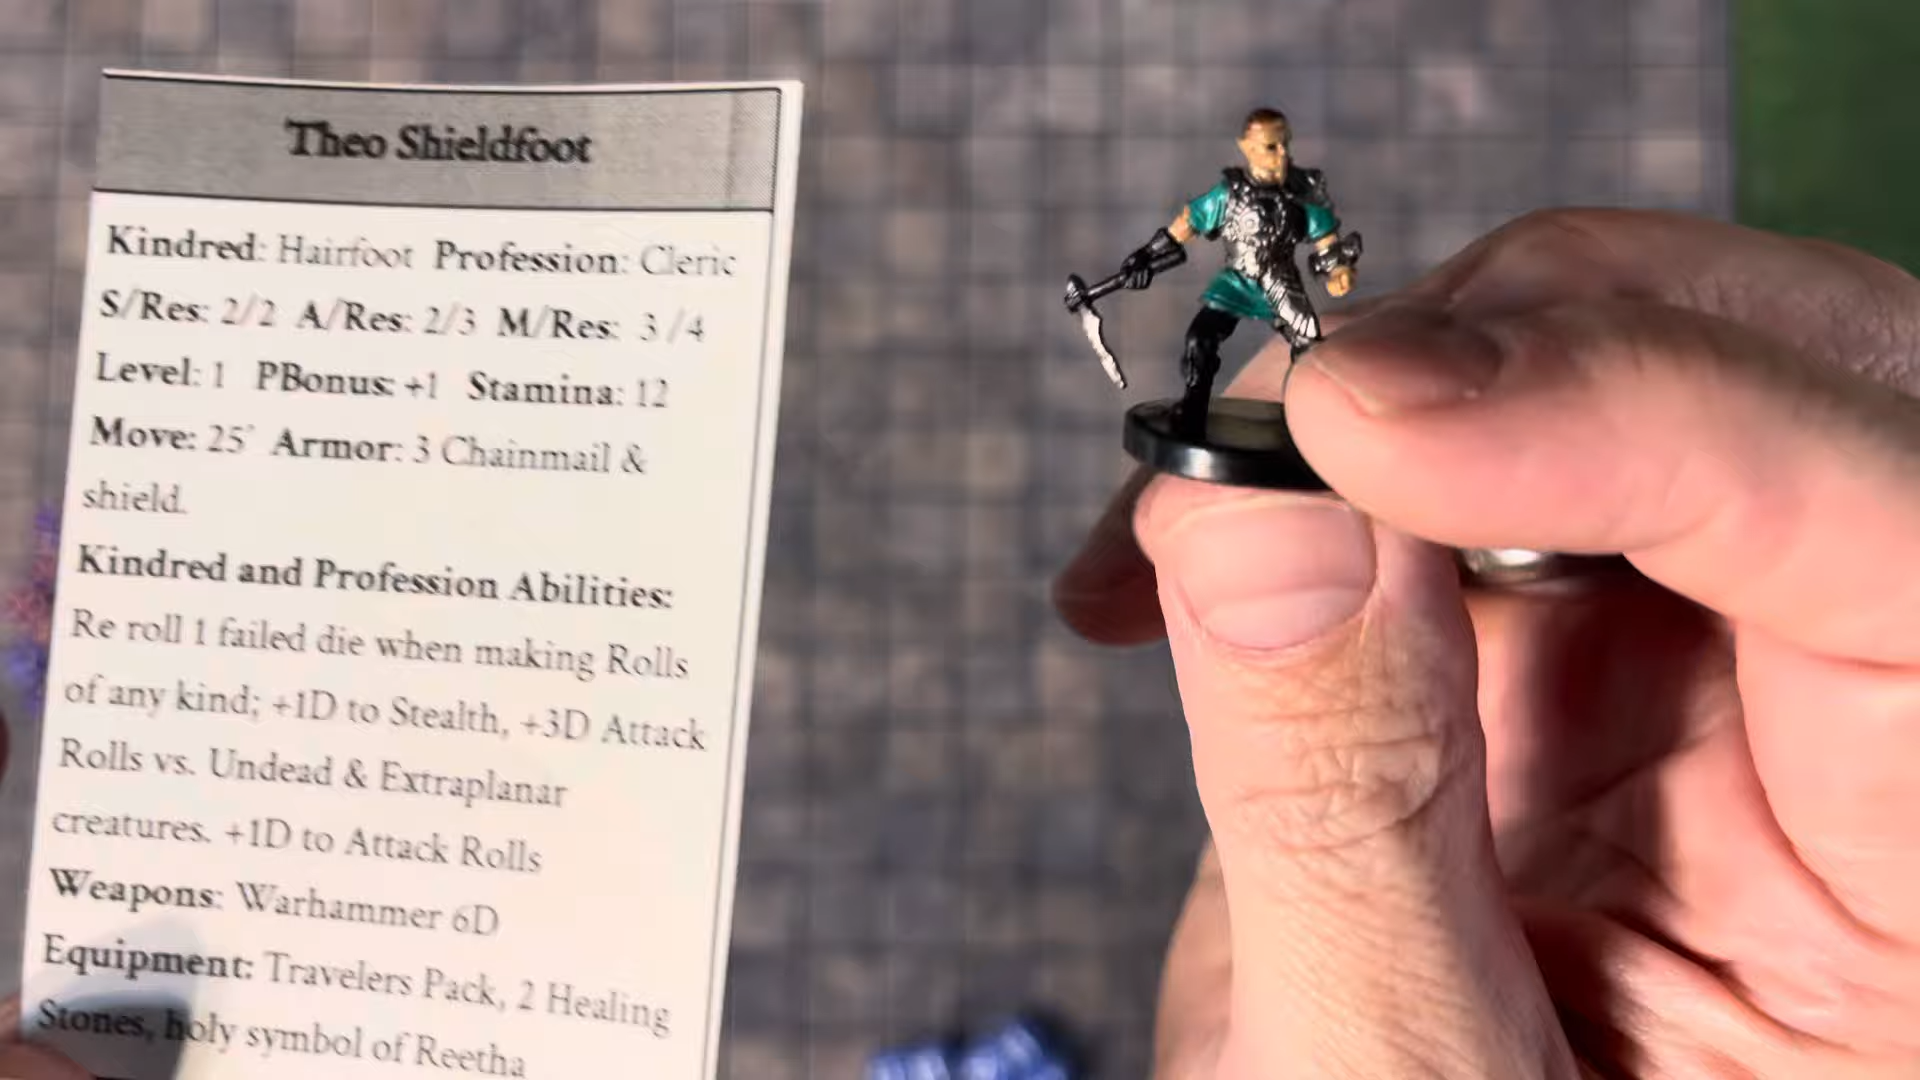 Theo Shieldfoot
Kindred: Hairfoot Profession: Cleric
S/Res: 2/2 A/Res: 2/3 M/Res: 3/4
Level: 1 PBonus: +1 Stamina: 12
Move: 25' Armor: 3 Chainmail &
shield.
Kindred and Profession Abilities:
Re roll 1 failed die when making Rolls
of any kind; +1D to Stealth, +3D Attack
Rolls vs. Undead & Extraplanar
creatures. +1D to Attack Rolls
Weapons: Warhammer 6D
Equipment: Travelers Pack, 2 Healing
Stones, holy symbol of Reetha